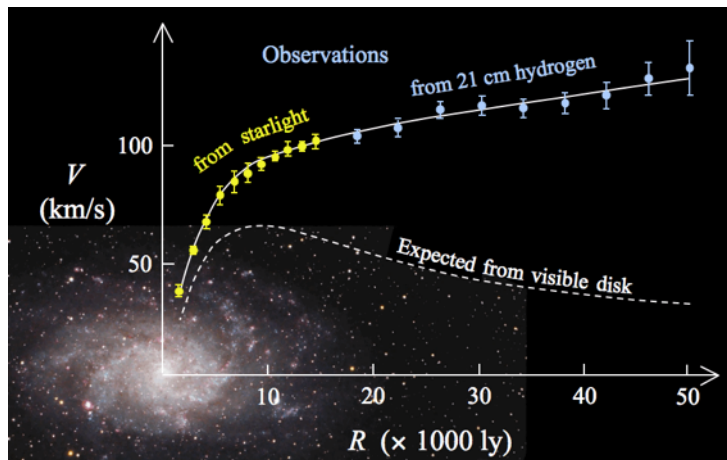 Observations
from 21 cm hydrogen
from starlight
100
V
(km/s)
50
Expected from visible disk
10 20 30 40 50
R (× 1000 ly)